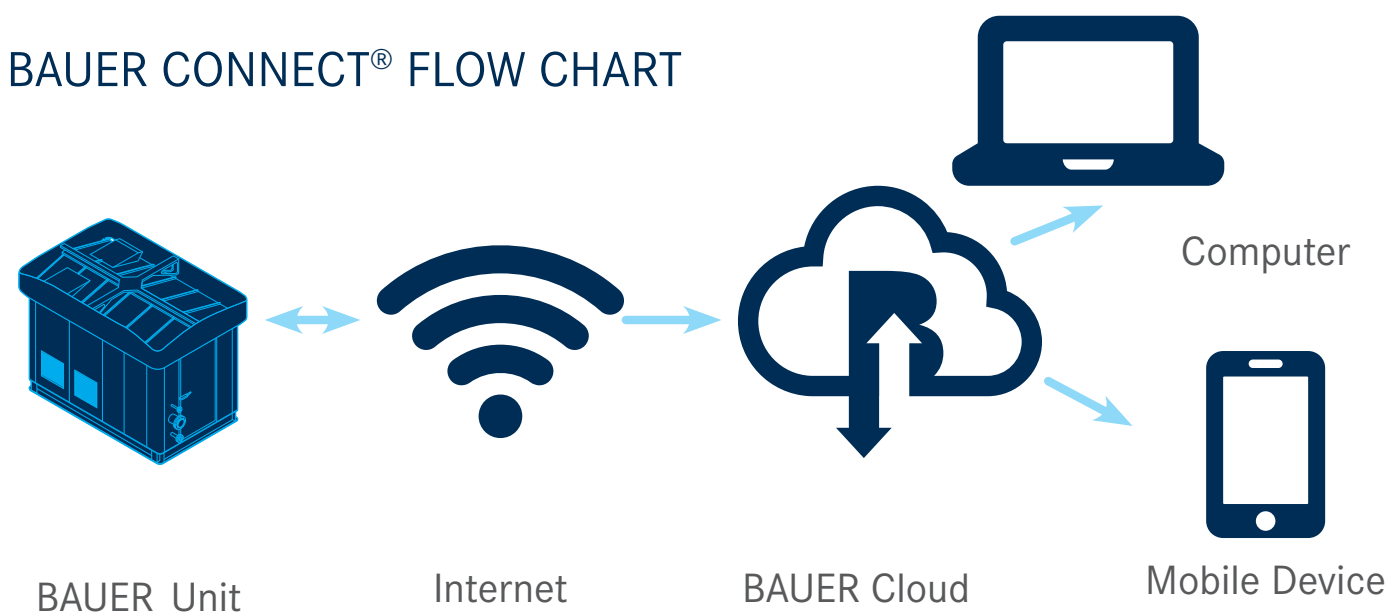 BAUER CONNECT® FLOW CHART
Computer
BAUER Unit
Internet
BAUER Cloud
Mobile Device